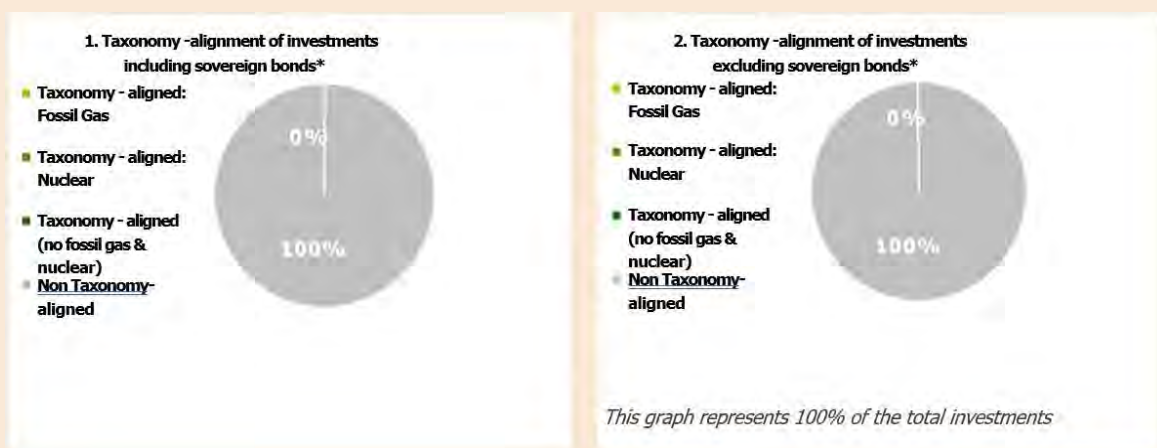 1. Taxonomy -alignment of investments
including sovereign bonds*
Taxonomy - aligned:
Fossil Gas
Taxonomy - aligned:
Nuclear
Taxonomy - aligned
(no fossil gas &
nuclear)
Non Taxonomy-
aligned
0%
100%
2. Taxonomy -alignment of investments
excluding sovereign bonds*
Taxonomy - aligned:
Fossil Gas
Taxonomy - aligned:
Nuclear
Taxonomy - aligned
(no fossil gas &
nuclear)
Non Taxonomy-
aligned
0%
100%
This graph represents 100% of the total investments